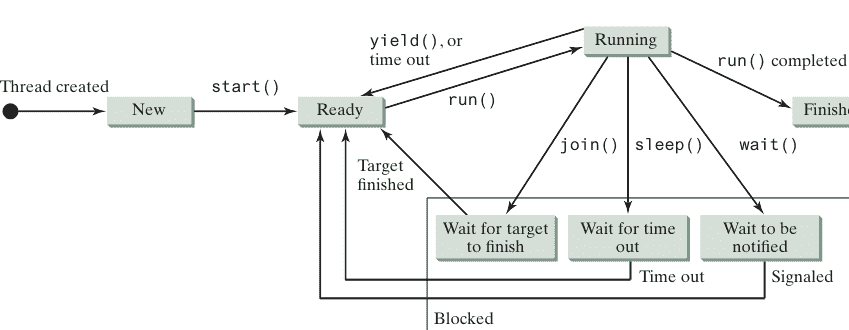 yield(), or
time out
Running
run() completed
Thread created
start()
New
Ready
run()
Finishe
join()
sleep()
wait()
Target
finished
Wait for target
to finish
Wait for time
out
Wait to be
notified
Time out
Signaled
Blocked